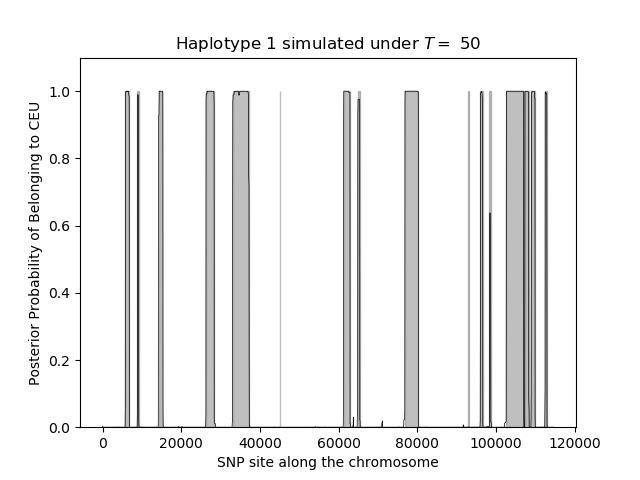 Haplotype 1 simulated under T = 50
Posterior Probability of Belonging to CEU
1.0
0.8
0.6
0.4
0.2
0.0
0 20000 40000 60000 80000 100000 120000
SNP site along the chromosome